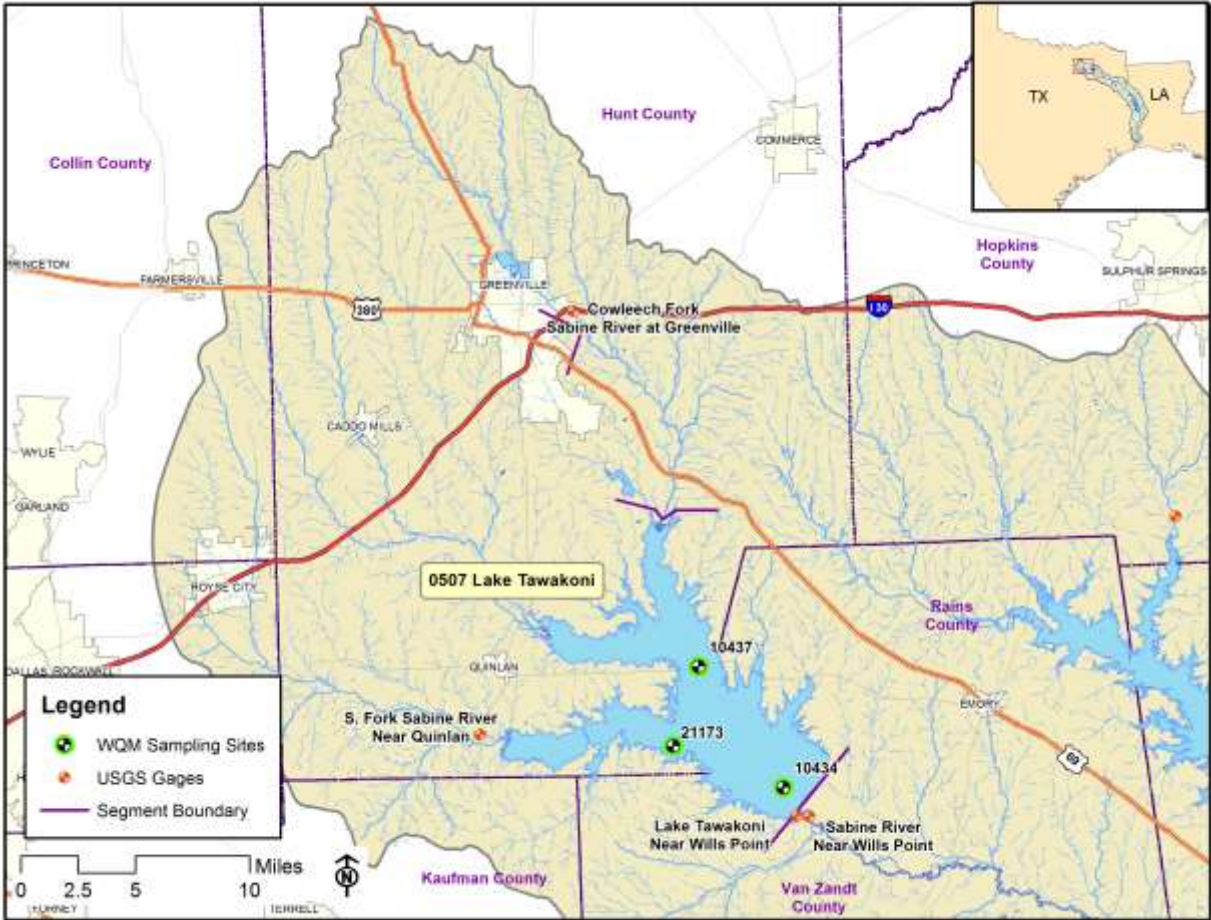 TX
LA
Hunt County
COMMERCE
Collin County
Hopkins
County
SULPHUR SPRINGS
PRINCETON
FARMERSVILLE
GREENVILLE
380
Cowleech Fork
Sabine River at Greenville
I 30
CADDO MILLS
WYLIE
GARLAND
0507 Lake Tawakoni
ROYSE CITY
Rains
County
10437
DALLAS
ROCKWALL
QUINLAN
EMORY
Legend
WQM Sampling Sites
USGS Gages
Segment Boundary
S. Fork Sabine River
Near Quinlan
21173
10434
69
Lake Tawakoni
Near Wills Point
Sabine River
Near Wills Point
Miles
0 2.5 5 10
N
Kaufman County
Van Zandt
County
FORNEY
TERRELL